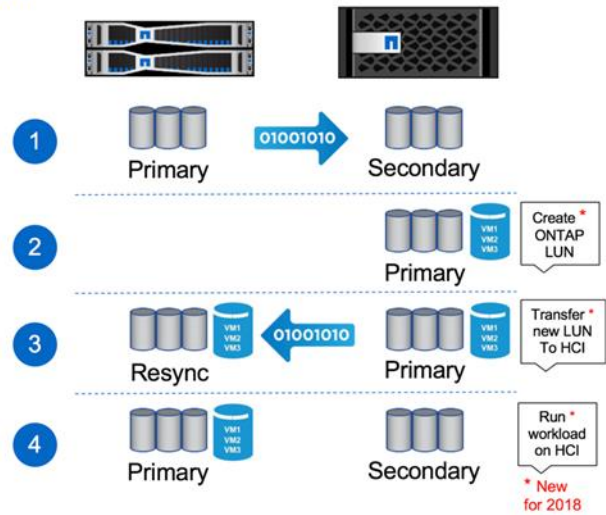 1
01001010
Primary
Secondary
2
VM1
VM2
VM3
Primary
Create *
ONTAP
LUN
3
VM1
VM2
VM3
01001010
VM1
VM2
VM3
Resync
Primary
Transfer *
new LUN
To HCI
4
VM1
VM2
VM3
Primary
Secondary
Run *
workload
on HCI
* New
for 2018